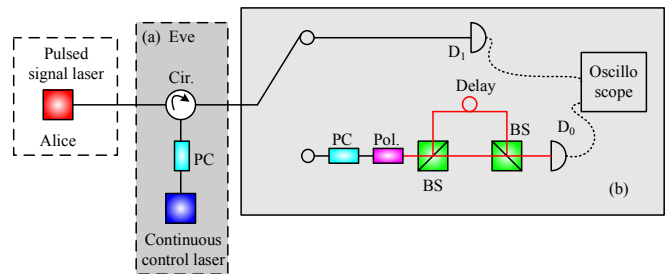 (a) Eve
Pulsed
signal laser
Alice
Cir.
PC
Continuous
control laser
D1
Oscillo
scope
Delay
D0
BS
PC
Pol.
BS
(b)